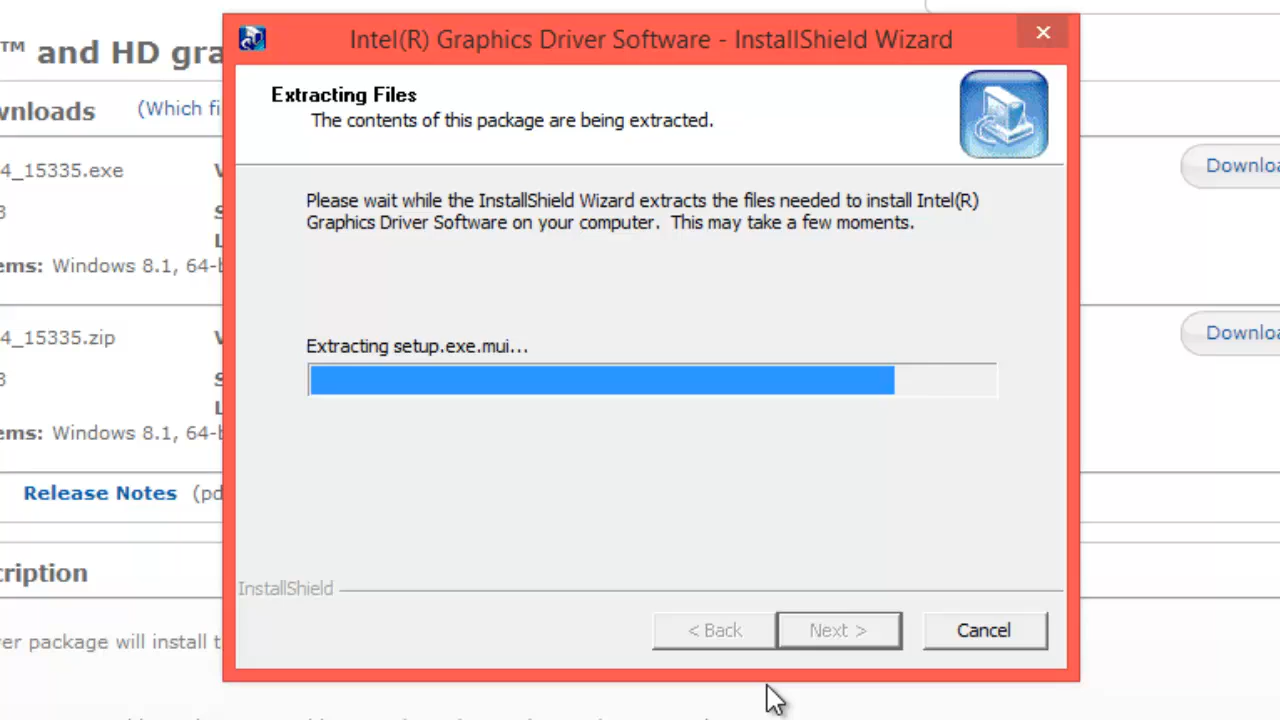 Intel(R) Graphics Driver Software - InstallShield Wizard
™ and HD gra
Extracting Files
The contents of this package are being extracted.
wnloads (Which fi
4_15335.exe
Download
Please wait while the InstallShield Wizard extracts the files needed to install Intel(R)
Graphics Driver Software on your computer. This may take a few moments.
ems: Windows 8.1, 64-b
4_15335.zip
Downloa
Extracting setup.exe.mui...
ems: Windows 8.1, 64-b
Release Notes (pd
cription
InstallShield
< Back Next > Cancel
er package will install t